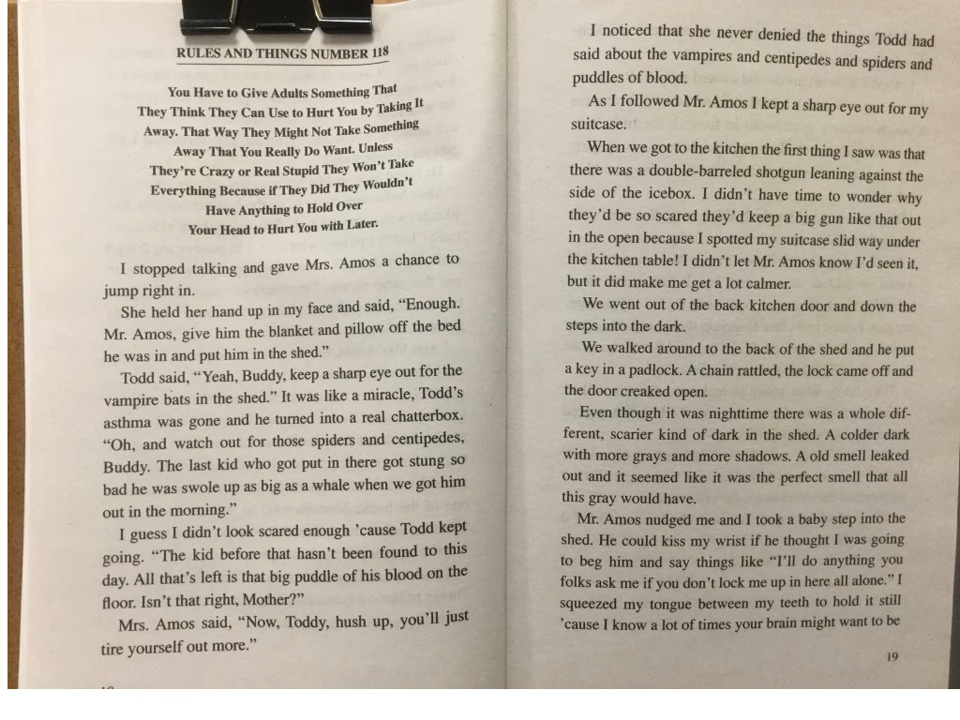 RULES AND THINGS NUMBER 118
You Have to Give Adults Something That
They Think They Can Use to Hurt You by Taking It
Away. That Way They Might Not Take Something
Away That You Really Do Want. Unless
They're Crazy or Real Stupid They Won't Take
Everything Because if They Did They Wouldn't
Have Anything to Hold Over
Your Head to Hurt You with Later.
I stopped talking and gave Mrs. Amos a chance to
jump right in.
She held her hand up in my face and said, “Enough.
Mr. Amos, give him the blanket and pillow off the bed
he was in and put him in the shed.”
Todd said, “Yeah, Buddy, keep a sharp eye out for the
vampire bats in the shed.” It was like a miracle, Todd's
asthma was gone and he turned into a real chatterbox.
“Oh, and watch out for those spiders and centipedes,
Buddy. The last kid who got put in there got stung so
bad he was swole up as big as a whale when we got him
out in the morning.”
I guess I didn't look scared enough 'cause Todd kept
going. “The kid before that hasn't been found to this
day. All that's left is that big puddle of his blood on the
floor. Isn't that right, Mother?”
Mrs. Amos said, “Now, Toddy, hush up, you'll just
tire yourself out more.”
I noticed that she never denied the things Todd had
said about the vampires and centipedes and spiders and
puddles of blood.
As I followed Mr. Amos I kept a sharp eye out for my
suitcase.
When we got to the kitchen the first thing I saw was that
there was a double-barreled shotgun leaning against the
side of the icebox. I didn't have time to wonder why
they'd be so scared they'd keep a big gun like that out
in the open because I spotted my suitcase slid way under
the kitchen table! I didn't let Mr. Amos know I'd seen it,
but it did make me get a lot calmer.
We went out of the back kitchen door and down the
steps into the dark.
We walked around to the back of the shed and he put
a key in a padlock. A chain rattled, the lock came off and
the door creaked open.
Even though it was nighttime there was a whole dif-
ferent, scarier kind of dark in the shed. A colder dark
with more grays and more shadows. A old smell leaked
out and it seemed like it was the perfect smell that all
this gray would have.
Mr. Amos nudged me and I took a baby step into the
shed. He could kiss my wrist if he thought I was going
to beg him and say things like “I'll do anything you
folks ask me if you don't lock me up in here all alone.” I
squeezed my tongue between my teeth to hold it still
'cause I know a lot of times your brain might want to be
19